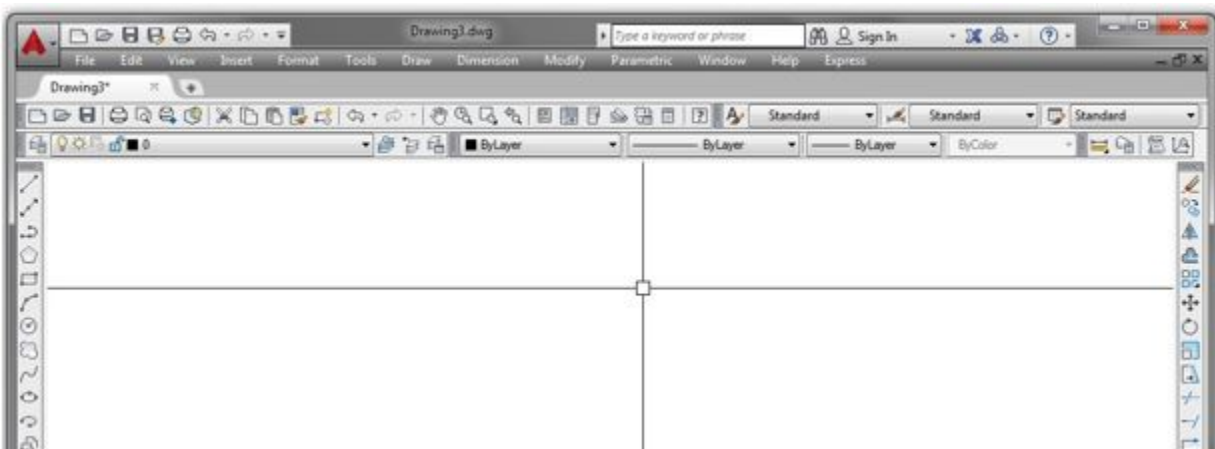 Drawing3.dwg Type a keyword or phrase Sign In
File Edit View Insert Format Tools Draw Dimension Modify Parametric Window Help Express
Drawing3*
Standard Standard Standard
0 ByLayer ByLayer ByLayer ByColor